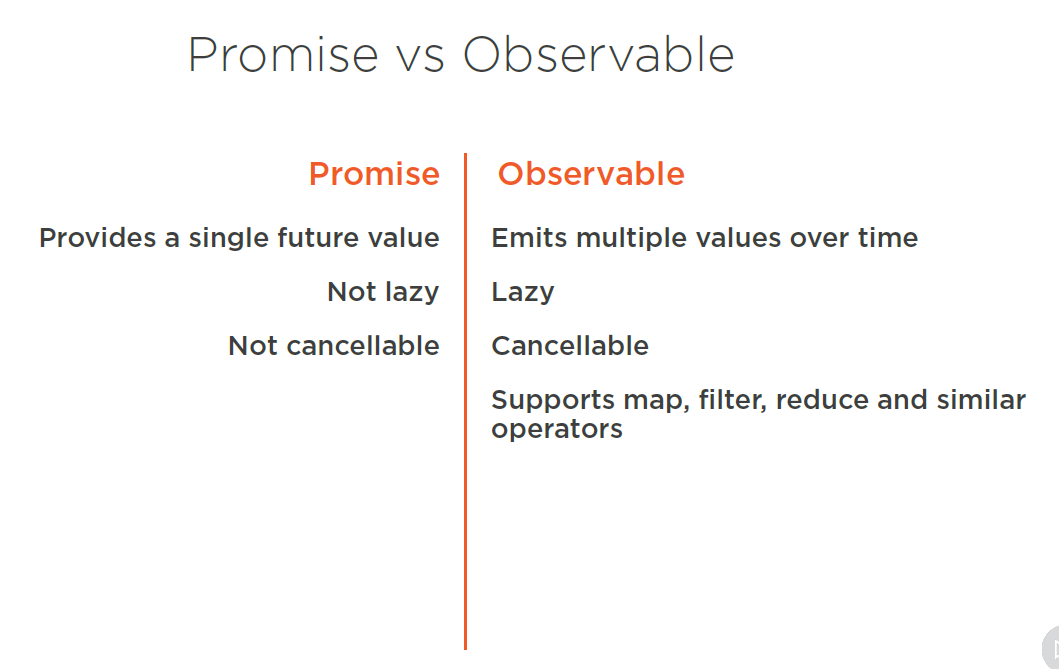 Promise vs Observable
Promise
Provides a single future value
Not lazy
Not cancellable
Observable
Emits multiple values over time
Lazy
Cancellable
Supports map, filter, reduce and similar
operators